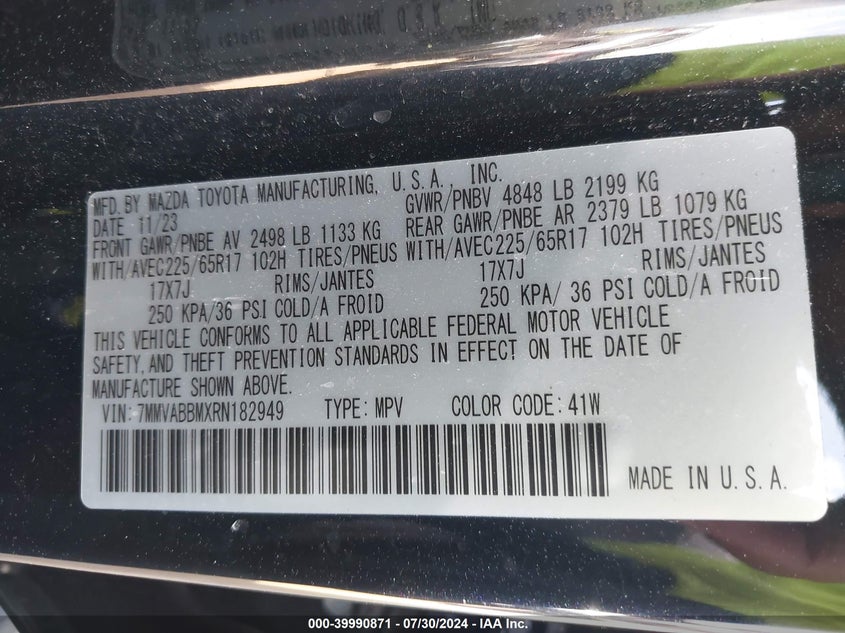 MFD. BY MAZDA TOYOTA MANUFACTURING, U.S.A. INC.
DATE 11/23 GVWR/PNBV 4848 LB 2199 KG
FRONT GAWR/PNBE AV 2498 LB 1133 KG REAR GAWR/PNBE AR 2379 LB 1079 KG
WITH/AVEC225/65R17 102H TIRES/PNEUS WITH/AVEC225/65R17 102H TIRES/PNEUS
17X7J RIMS/JANTES 17X7J RIMS/JANTES
250 KPA/36 PSI COLD/A FROID 250 KPA/ 36 PSI COLD/A FROID
THIS VEHICLE CONFORMS TO ALL APPLICABLE FEDERAL MOTOR VEHICLE
SAFETY, AND THEFT PREVENTION STANDARDS IN EFFECT ON THE DATE OF
MANUFACTURE SHOWN ABOVE.
VIN: 7MMVABBMXRN182949 TYPE: MPV COLOR CODE: 41W
MADE IN U.S.A.
000-39990871 - 07/30/2024 - IAA Inc.